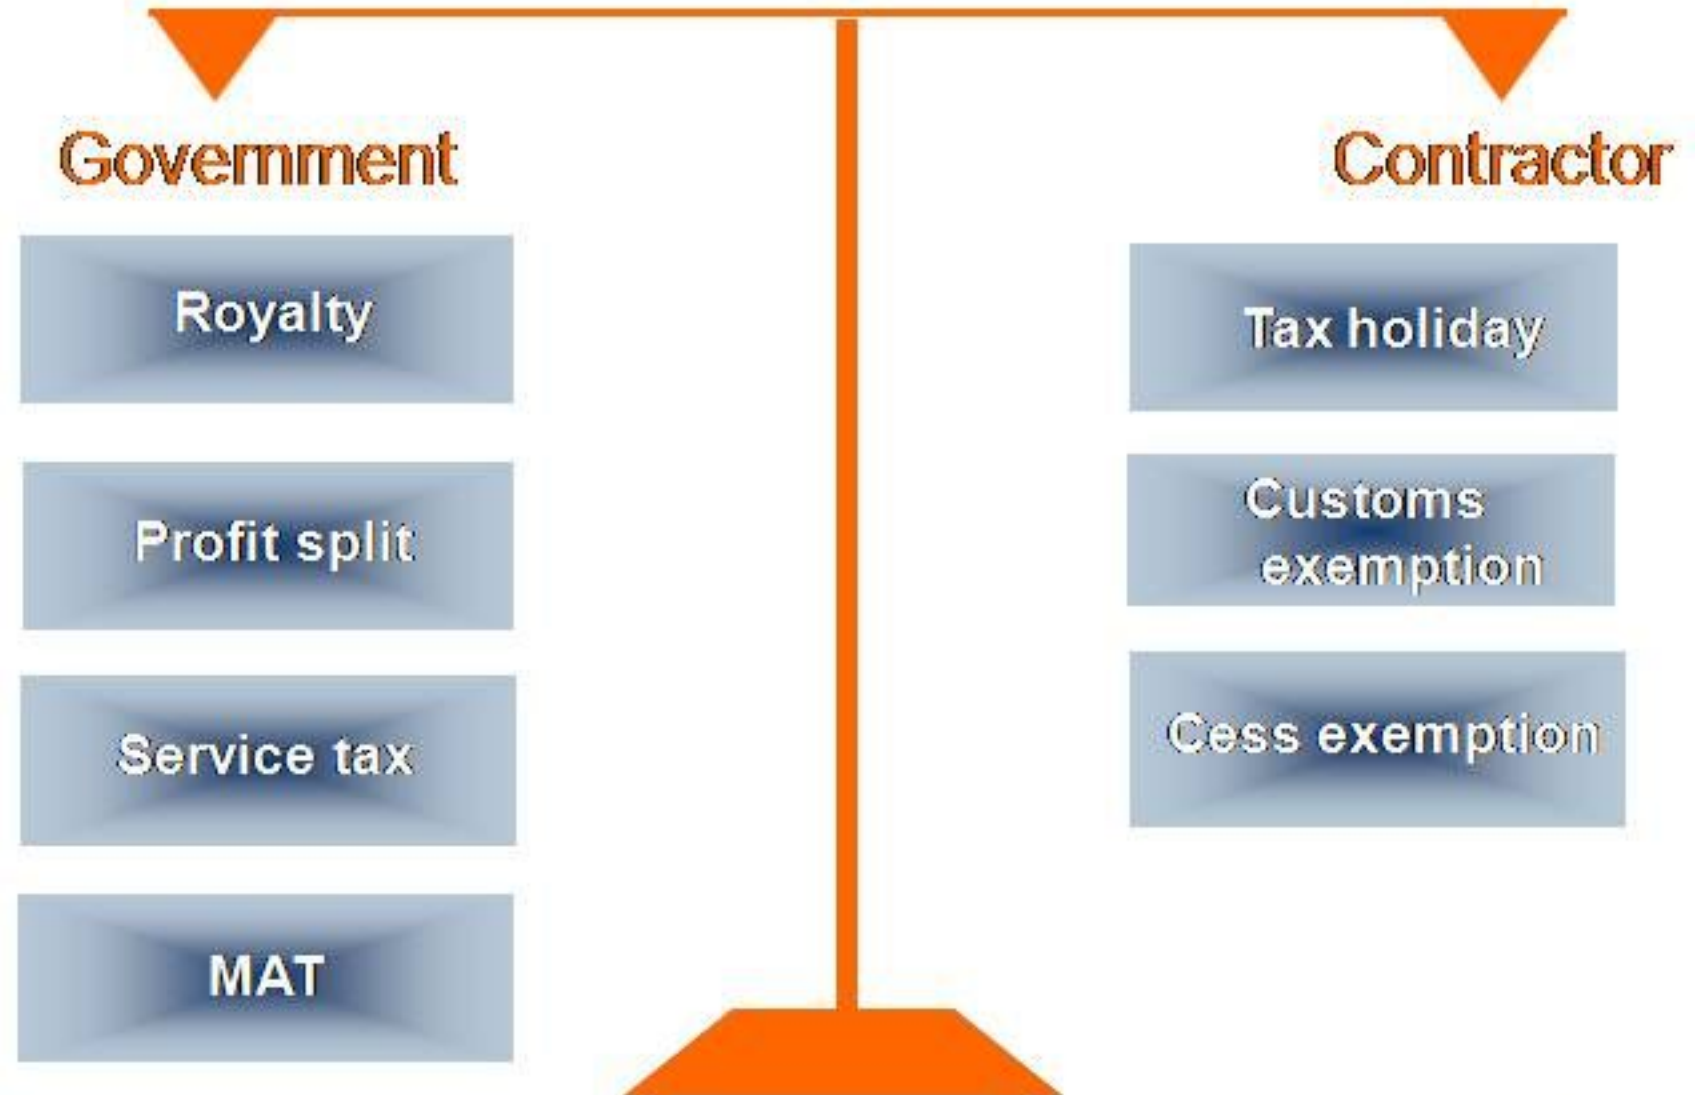 Government
Royalty
Profit split
Service tax
MAT
Contractor
Tax holiday
Customs
exemption
Cess exemption